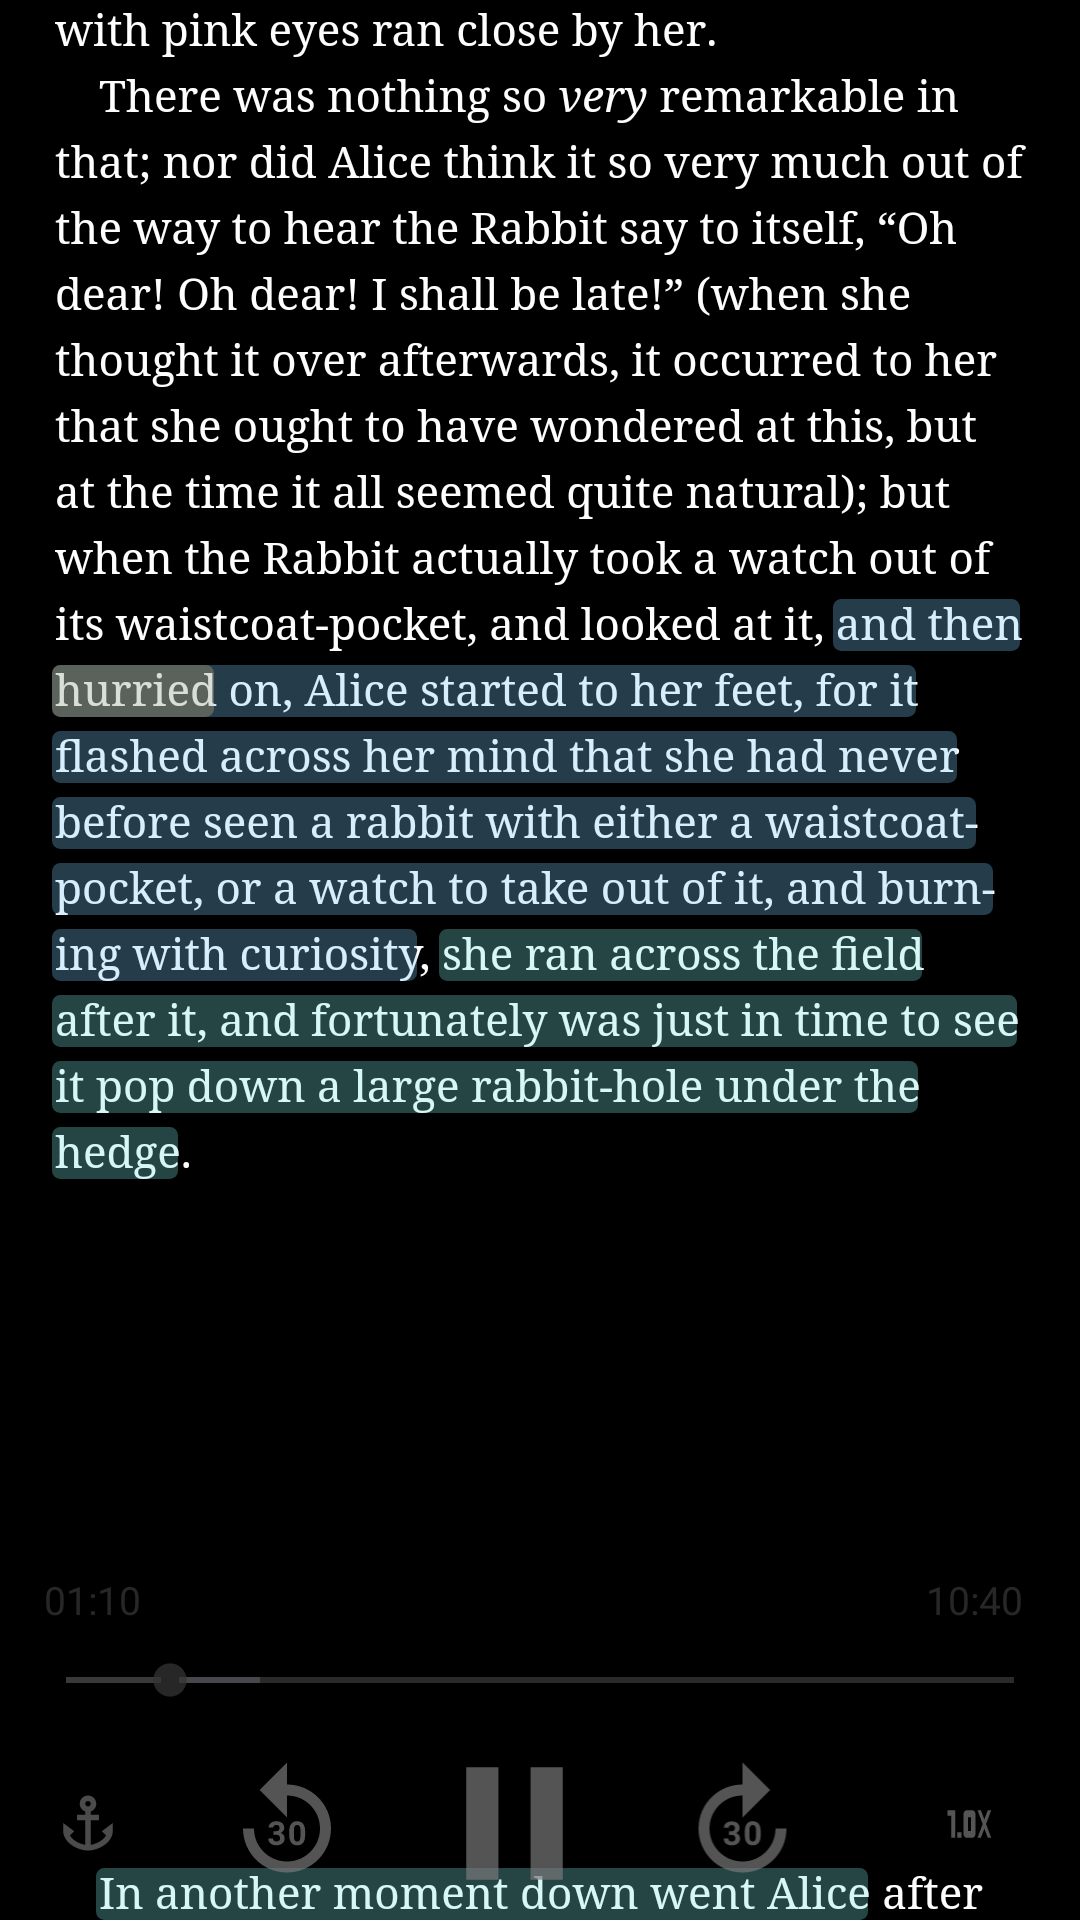 with pink eyes ran close by her.
There was nothing so very remarkable in
that; nor did Alice think it so very much out of
the way to hear the Rabbit say to itself, “Oh
dear! Oh dear! I shall be late!” (when she
thought it over afterwards, it occurred to her
that she ought to have wondered at this, but
at the time it all seemed quite natural); but
when the Rabbit actually took a watch out of
its waistcoat-pocket, and looked at it, and then
hurried on, Alice started to her feet, for it
flashed across her mind that she had never
before seen a rabbit with either a waistcoat-
pocket, or a watch to take out of it, and burn-
ing with curiosity, she ran across the field
after it, and fortunately was just in time to see
it pop down a large rabbit-hole under the
hedge.
01:10 10:40
30 30 1.0X
In another moment down went Alice after